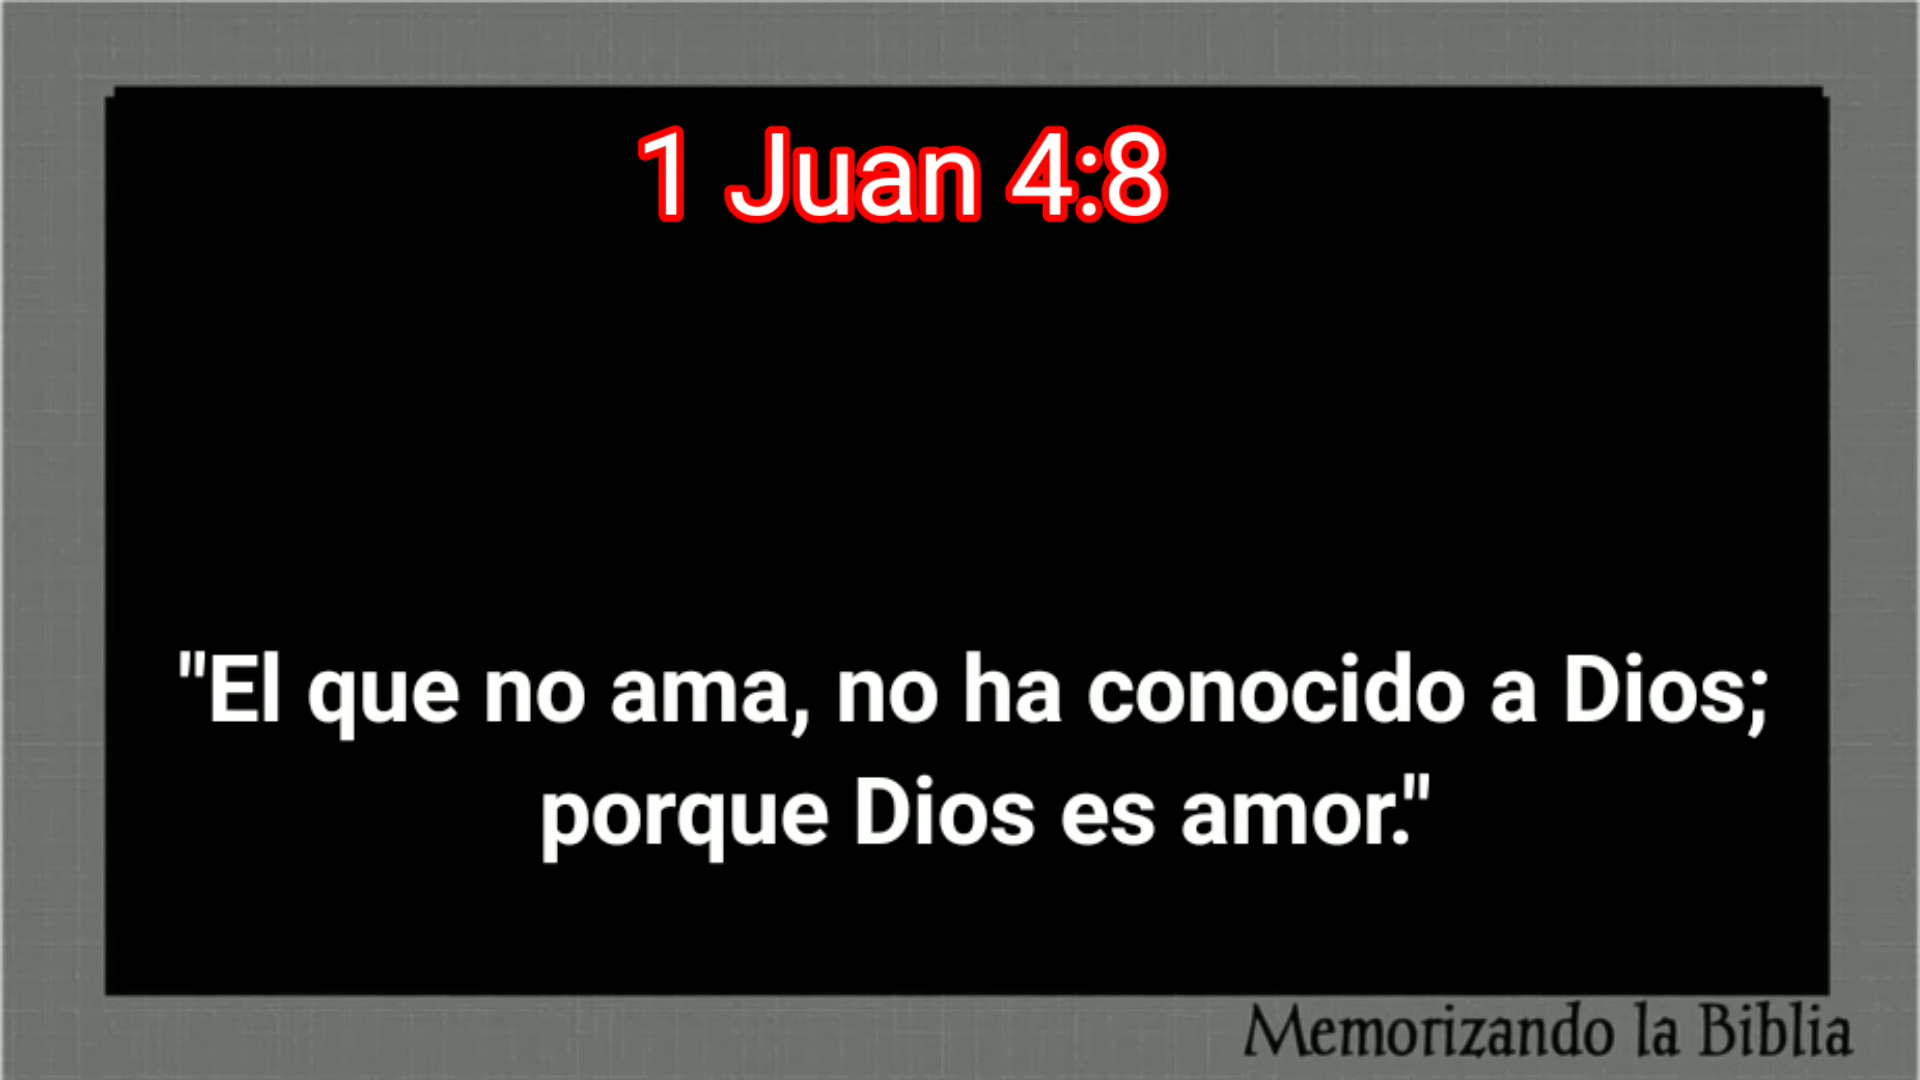 1 Juan 4:8
"El que no ama, no ha conocido a Dios;
porque Dios es amor."
Memorizando la Biblia